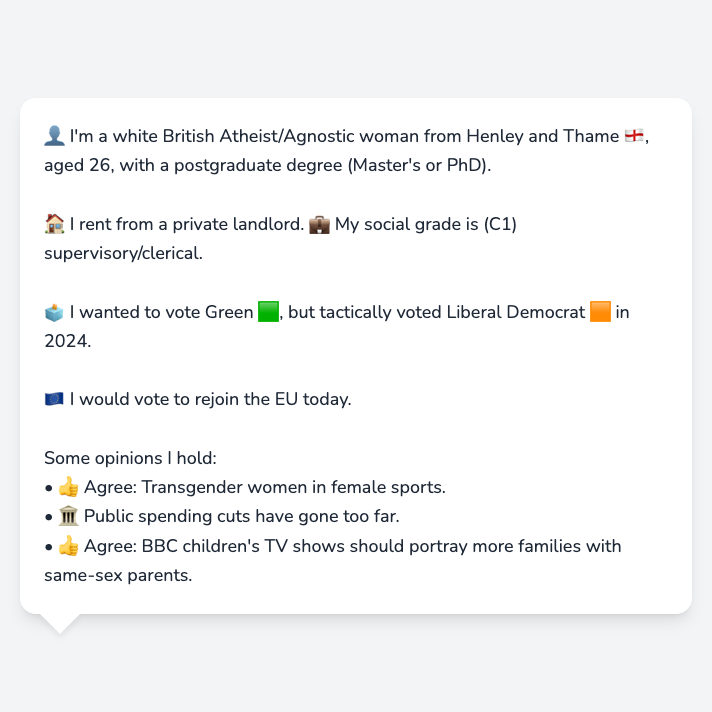 👤 I'm a white British Atheist/Agnostic woman from Henley and Thame 🏴󠁧󠁢󠁥󠁮󠁧󠁿,
aged 26, with a postgraduate degree (Master's or PhD).
🏠 I rent from a private landlord. 💼 My social grade is (C1)
supervisory/clerical.
🗳️ I wanted to vote Green 🟩, but tactically voted Liberal Democrat 🟧 in
2024.
🇪🇺 I would vote to rejoin the EU today.
Some opinions I hold:
• 👍 Agree: Transgender women in female sports.
• 🏛️ Public spending cuts have gone too far.
• 👍 Agree: BBC children's TV shows should portray more families with
same-sex parents.